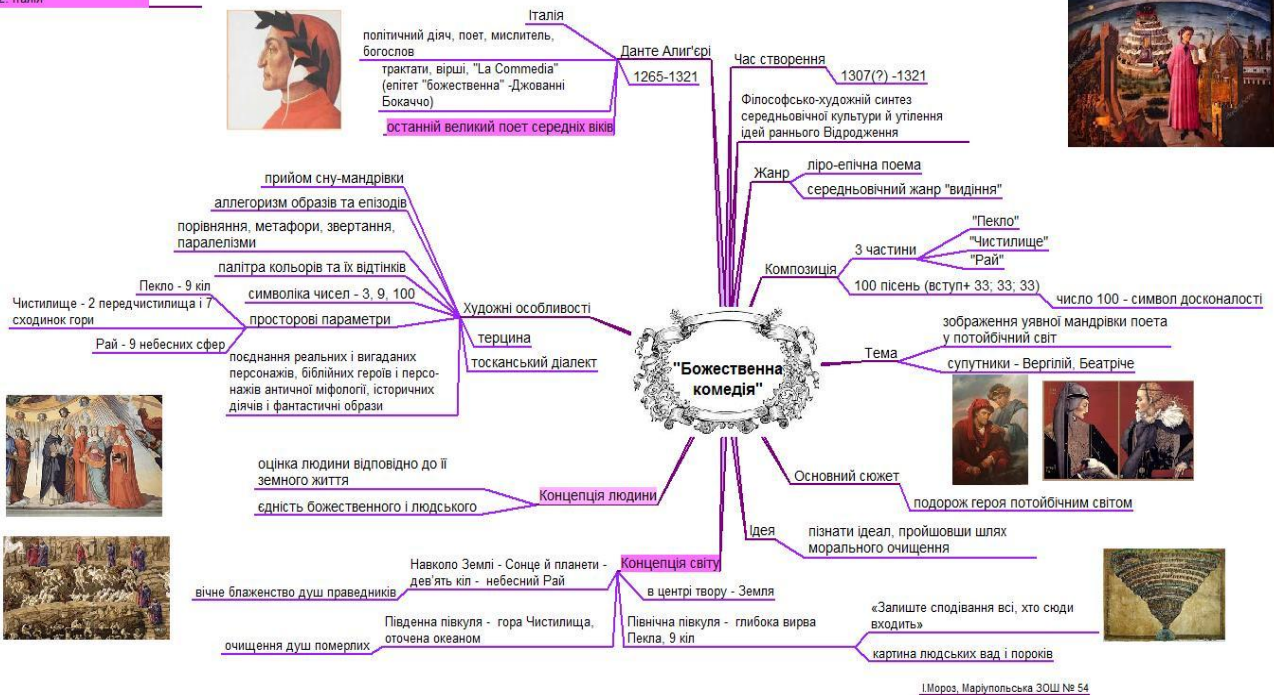 2. Італія
Італія
політичний діяч, поет, мислитель,
богослов
трактати, вірші, "La Commedia"
(епітет "божественна" -Джованні
Бокаччо)
останній великий поет середніх віків
Данте Алиг'єрі
1265-1321
Час створення
1307(?) -1321
Філософсько-художній синтез
середньовічної культури й утілення
ідей раннього Відродження
Жанр
ліро-епічна поема
середньовічний жанр "видіння"
Композиція
3 частини
"Пекло"
"Чистилище"
"Рай"
100 пісень (вступ+ 33; 33; 33)
число 100 - символ досконалості
Тема
зображення уявної мандрівки поета
у потойбічний світ
супутники - Вергілій, Беатріче
"Божественна
комедія"
прийом сну-мандрівки
аллегоризм образів та епізодів
порівняння, метафори, звертання,
паралелізми
палітра кольорів та їх відтінків
символіка чисел - 3, 9, 100
Художні особливості
Пекло - 9 кіл
Чистилище - 2 передчистилища і 7
сходинок гори
Рай - 9 небесних сфер
просторові параметри
терцина
тосканський діалект
поєднання реальних і вигаданих
персонажів, біблійних героїв і персо-
нажів античної міфології, історичних
діячів і фантастичні образи
оцінка людини відповідно до її
земного життя
єдність божественного і людського
Концепція людини
Основний сюжет
подорож героя потойбічним світом
Ідея
пізнати ідеал, пройшовши шлях
морального очищення
Концепція світу
Навколо Землі - Сонце й планети -
дев'ять кіл - небесний Рай
вічне блаженство душ праведників
в центрі твору - Земля
Південна півкуля - гора Чистилища,
оточена океаном
очищення душ померлих
Північна півкуля - глибока вирва
Пекла, 9 кіл
«Залиште сподівання всі, хто сюди
входить»
картина людських вад і пороків
І.Мороз, Маріупольська ЗОШ № 54